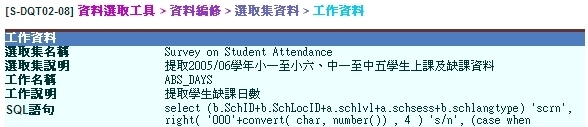 [S-DQT02-08] 資料選取工具 > 資料編修 > 選取集資料 > 工作資料
工作資料
選取集名稱 Survey on Student Attendance
選取集說明 提取2005/06學年小一至小六、中一至中五學生上課及缺課資料
工作名稱 ABS_DAYS
工作說明 提取學生缺課日數
SQL語句 select (b.SchID+b.SchLocID+a.schlvl+a.schsess+b.schlangtype) 'scrn',
right( '000'+convert( char, number()) , 4 ) 's/n', (case when